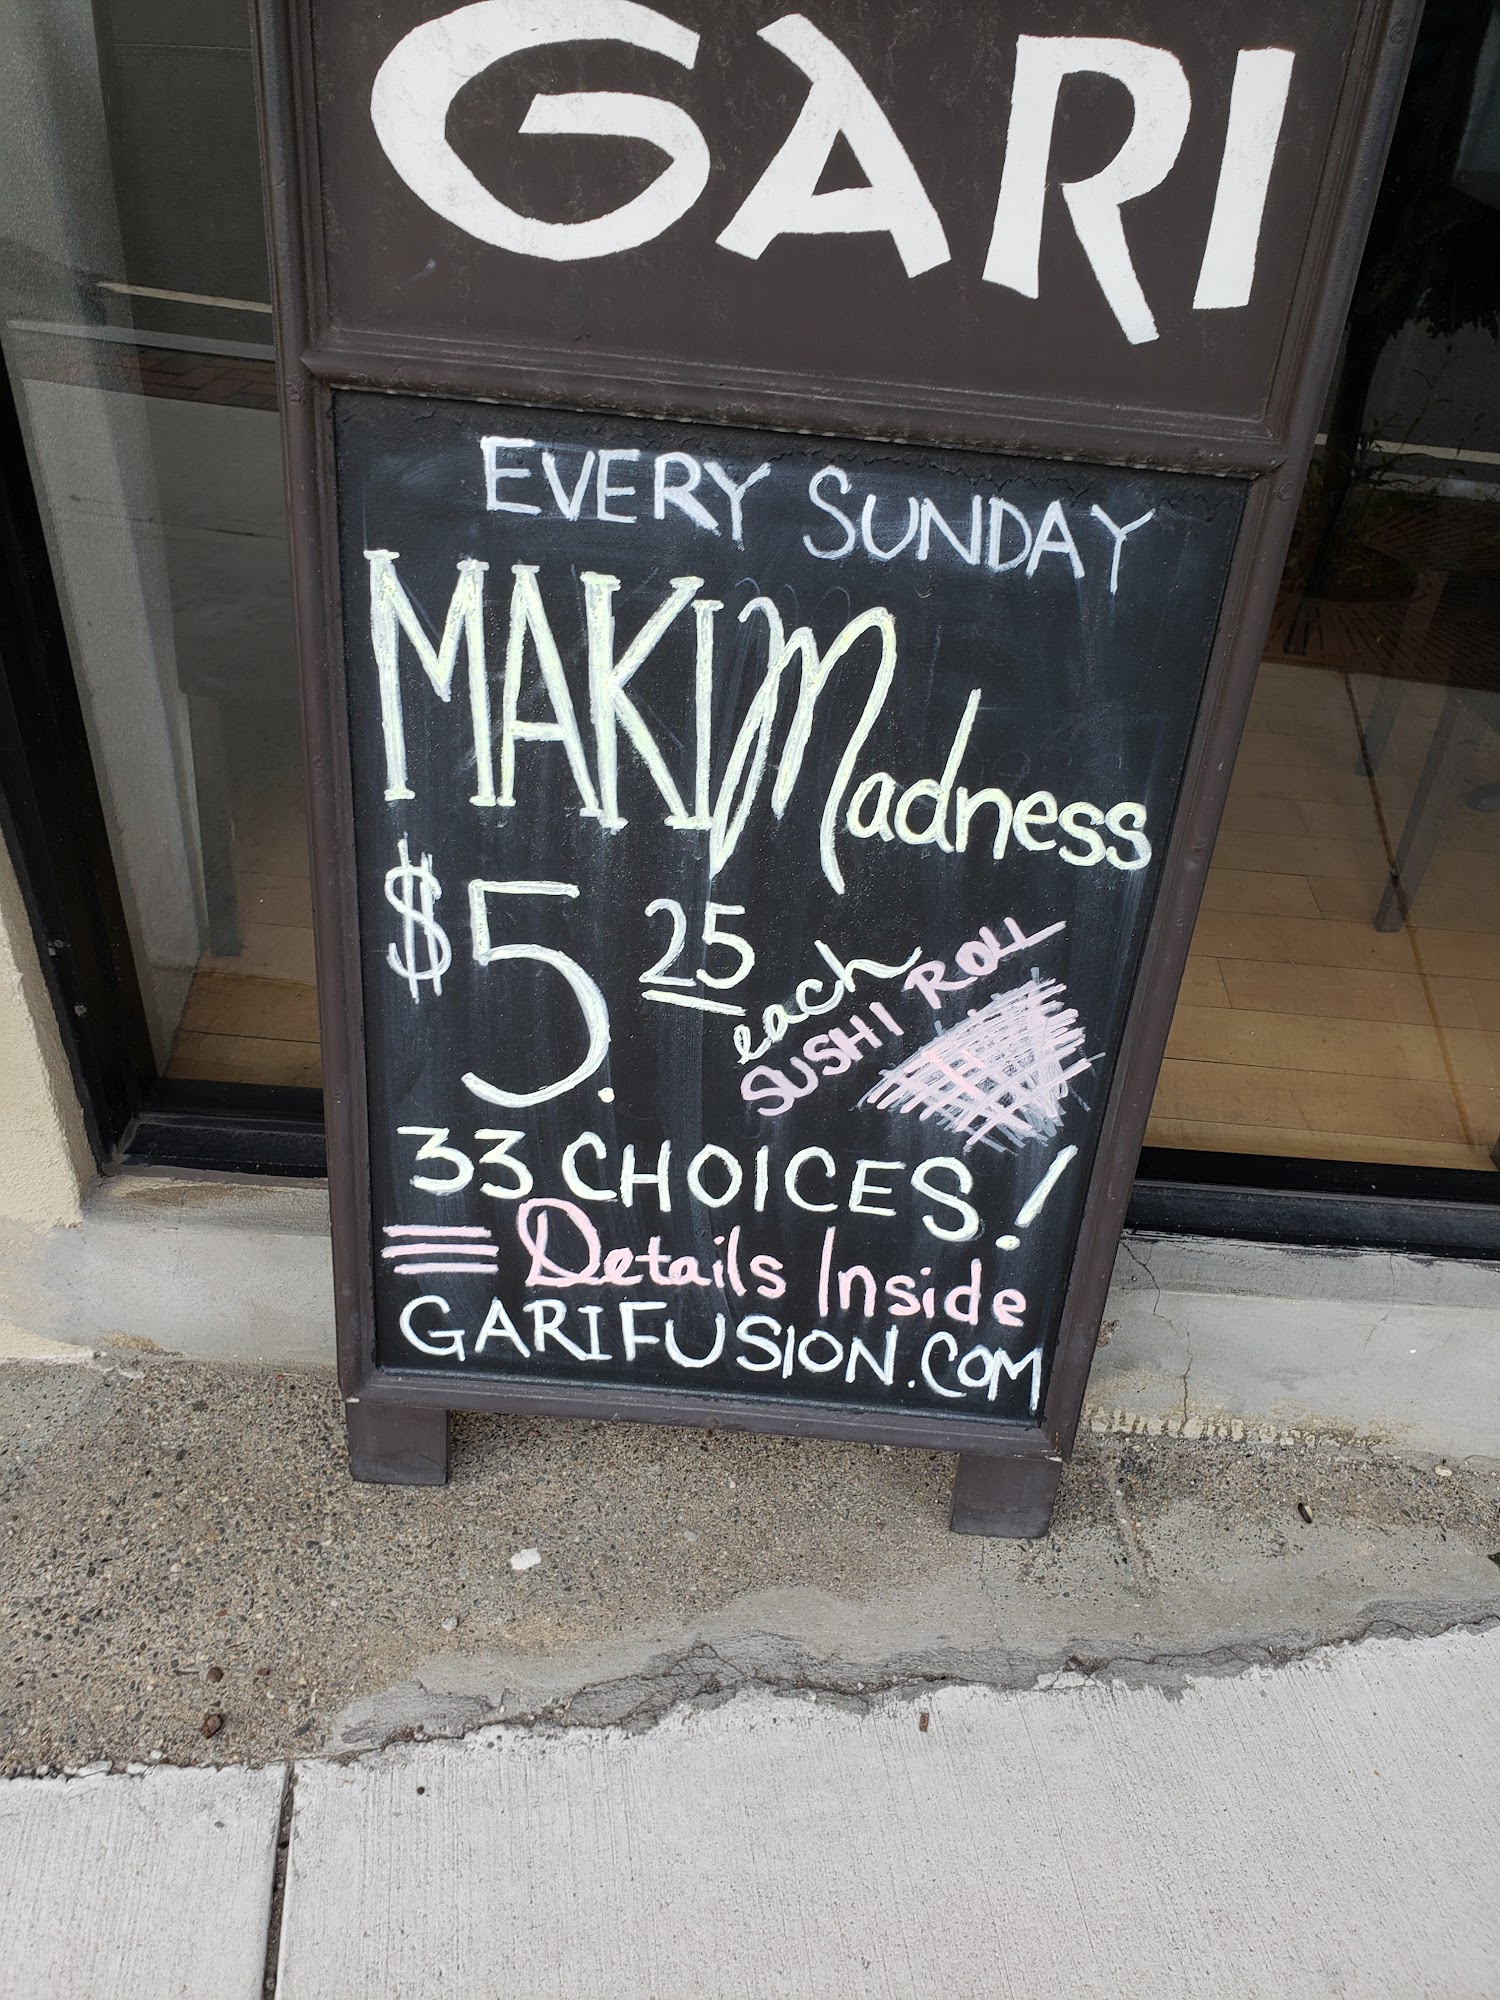 GARI
EVERY SUNDAY
MAKI Madness
$5.25 each
SUSHI ROLL
33 CHOICES!
Details Inside
GARIFUSION.COM